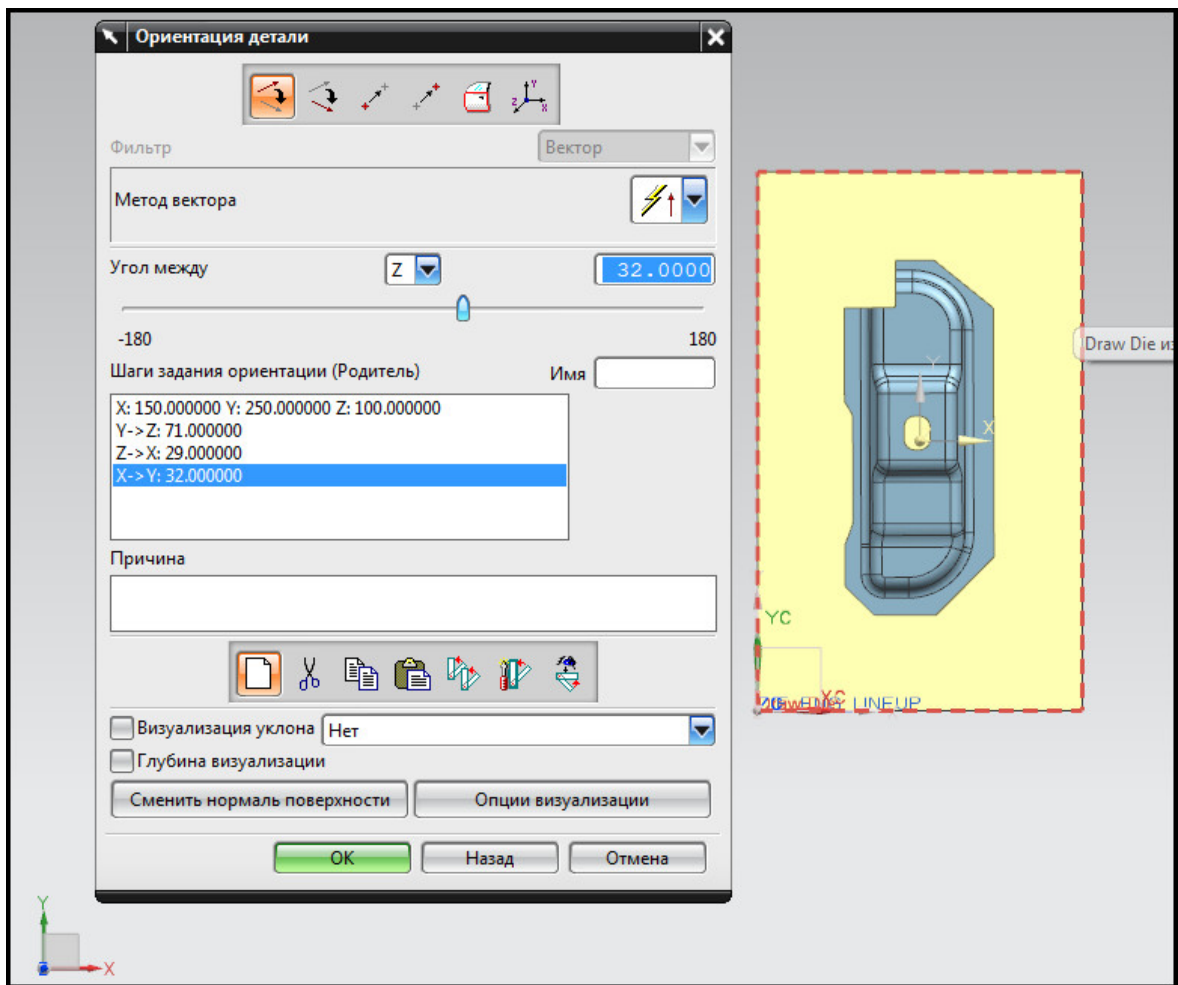 Ориентация детали
Y
Z X
Фильтр Вектор
Метод вектора
Угол между Z 32.0000
-180 180
Шаги задания ориентации (Родитель) Имя
X: 150.000000 Y: 250.000000 Z: 100.000000
Y->Z: 71.000000
Z->X: 29.000000
X->Y: 32.000000
Причина
Визуализация уклона Нет
Глубина визуализации
Сменить нормаль поверхности Опции визуализации
OK Назад Отмена
Draw Die из
Y
X
YC
XC
LINEUP
Y
Z X